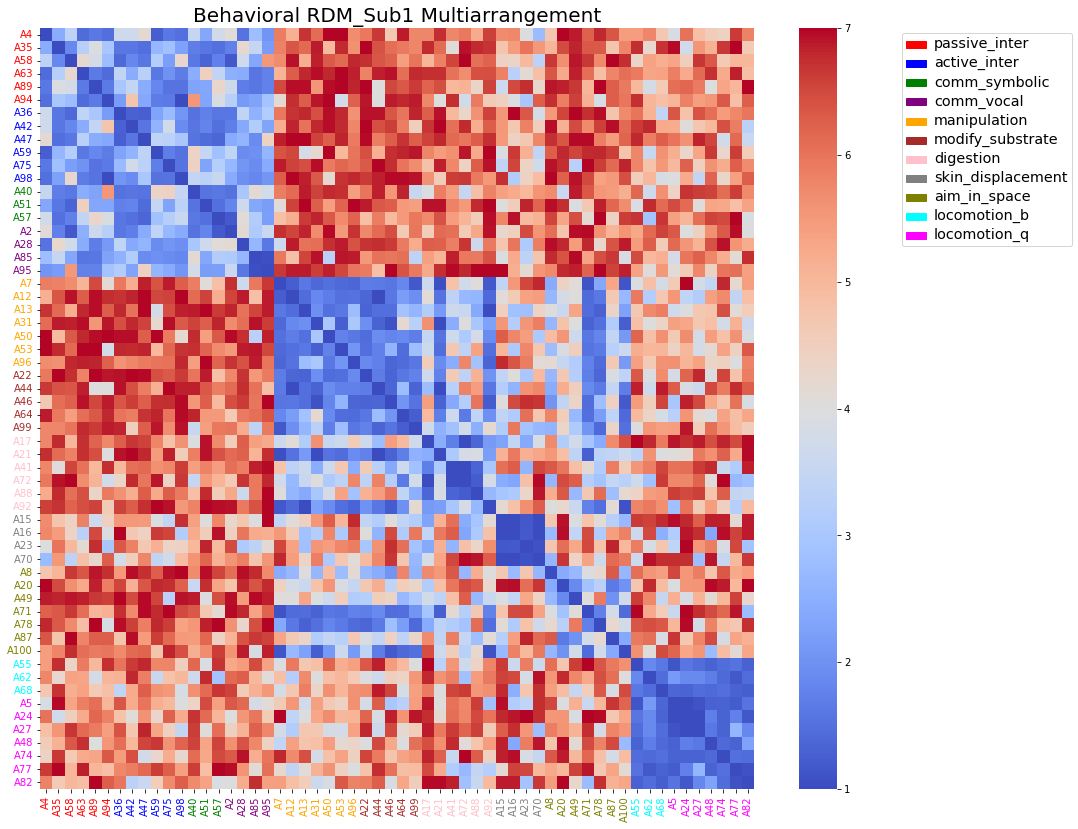 Behavioral RDM_Sub1 Multiarrangement
A4
A35
A58
A63
A89
A94
A36
A42
A47
A59
A75
A98
A40
A51
A57
A2
A28
A85
A95
A7
A12
A13
A31
A50
A53
A96
A22
A44
A46
A64
A99
A17
A21
A41
A72
A88
A92
A15
A16
A23
A70
A8
A20
A49
A71
A78
A87
A100
A55
A62
A68
A5
A24
A27
A48
A74
A77
A82
A4 A35 A58 A63 A89 A94 A36 A42 A47 A59 A75 A98 A40 A51 A57 A2 A28 A85 A95 A7 A12 A13 A31 A50 A53 A96 A22 A44 A46 A64 A99 A17 A21 A41 A72 A88 A92 A15 A16 A23 A70 A8 A20 A49 A71 A78 A87 A100 A55 A62 A68 A5 A24 A27 A48 A74 A77 A82
7
6
5
4
3
2
1
passive_inter
active_inter
comm_symbolic
comm_vocal
manipulation
modify_substrate
digestion
skin_displacement
aim_in_space
locomotion_b
locomotion_q